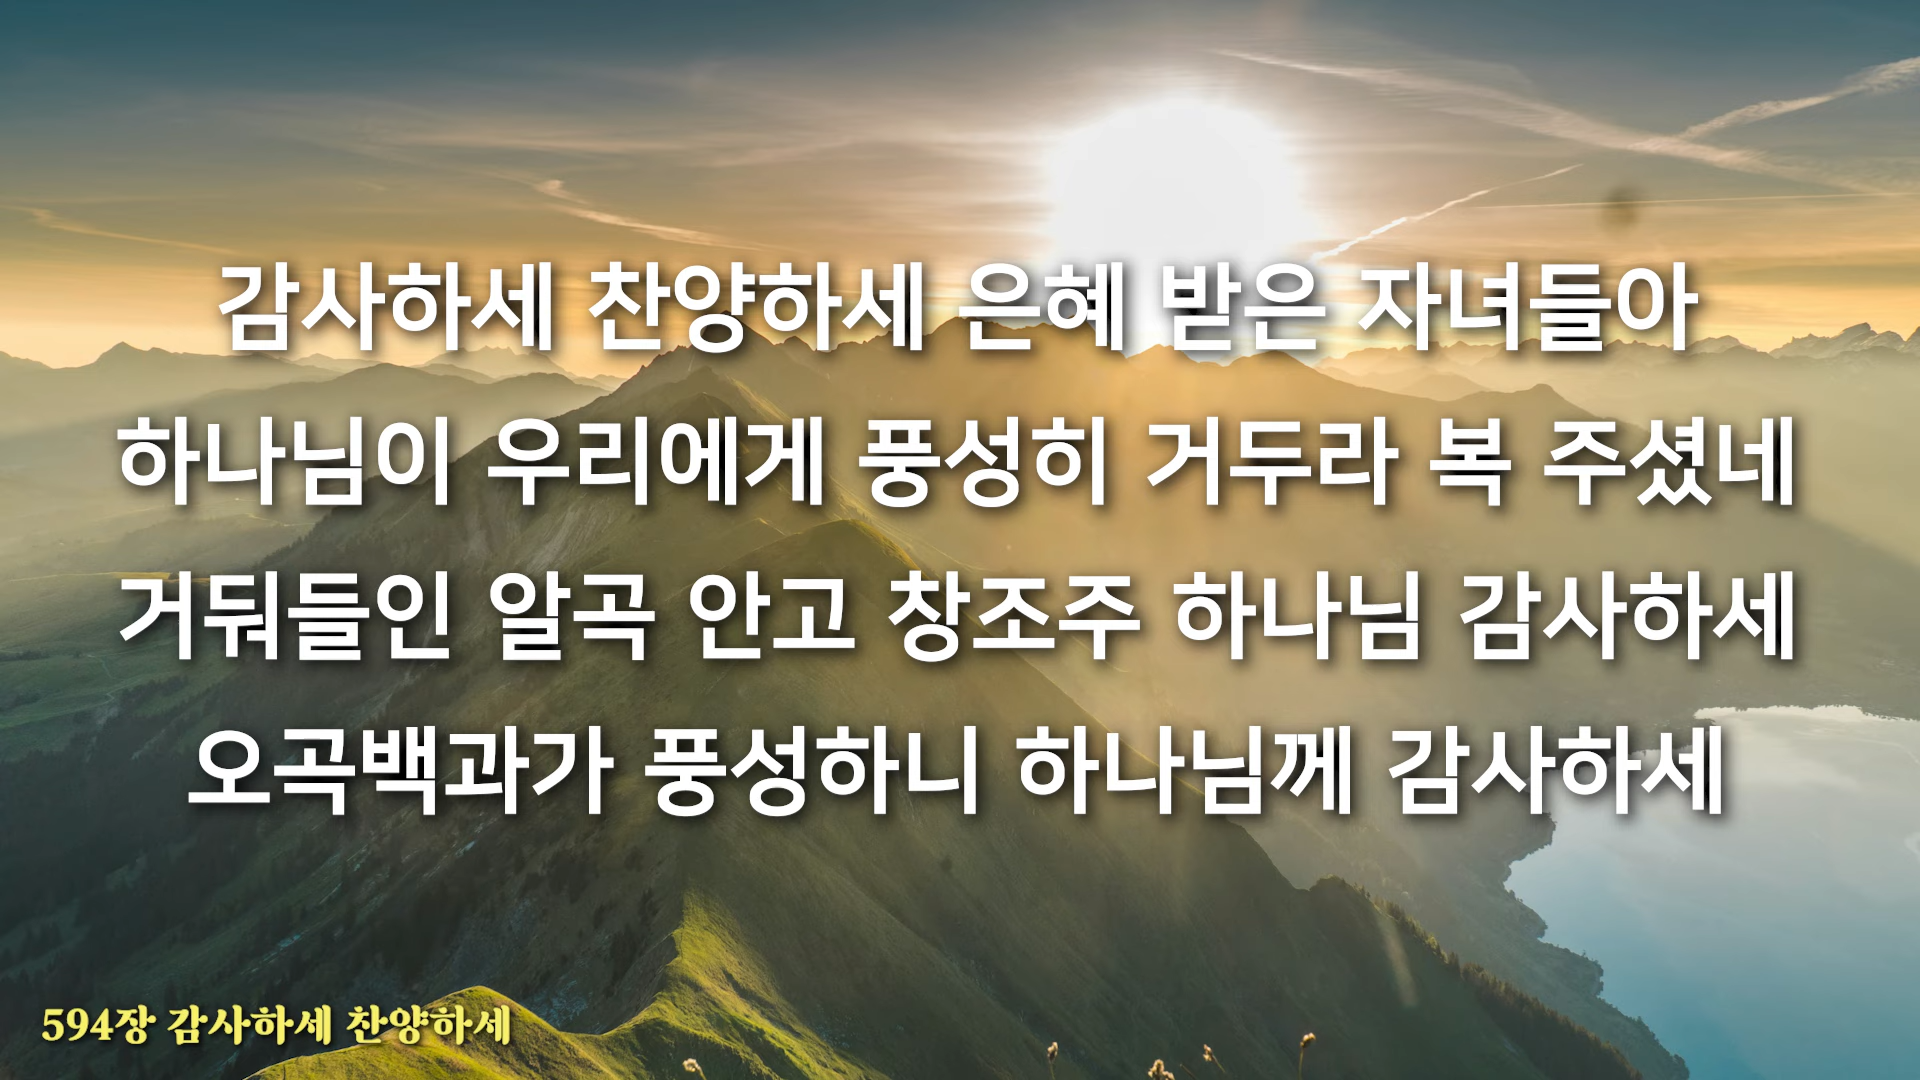 감사하세 찬양하세 은혜 받은 자녀들아
하나님이 우리에게 풍성히 거두라 복 주셨네
거둬들인 알곡 안고 창조주 하나님 감사하세
오곡백과가 풍성하니 하나님께 감사하세
594장 감사하세 찬양하세